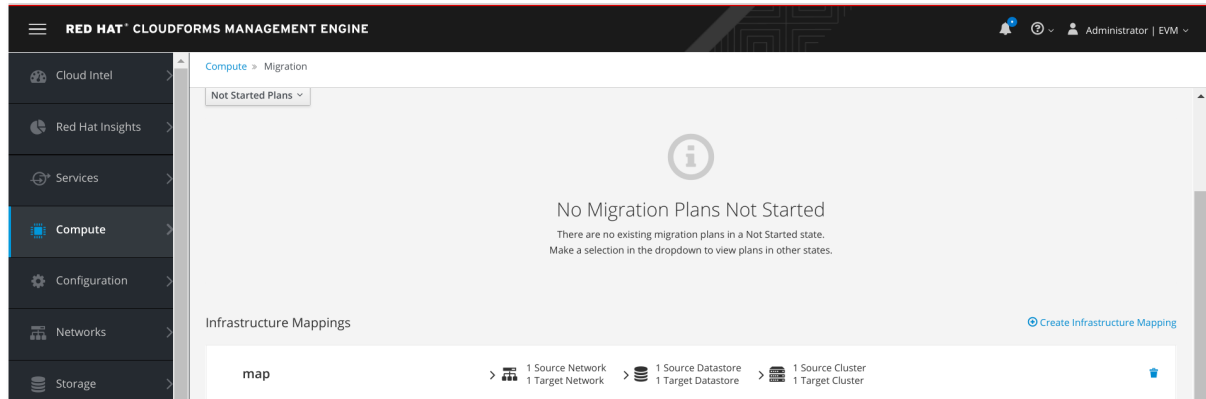 RED HAT® CLOUDFORMS MANAGEMENT ENGINE
Administrator | EVM
Cloud Intel
Red Hat Insights
Services
Compute
Configuration
Networks
Storage
Compute » Migration
Not Started Plans
No Migration Plans Not Started
There are no existing migration plans in a Not Started state.
Make a selection in the dropdown to view plans in other states.
Infrastructure Mappings
Create Infrastructure Mapping
map
1 Source Network
1 Target Network
1 Source Datastore
1 Target Datastore
1 Source Cluster
1 Target Cluster